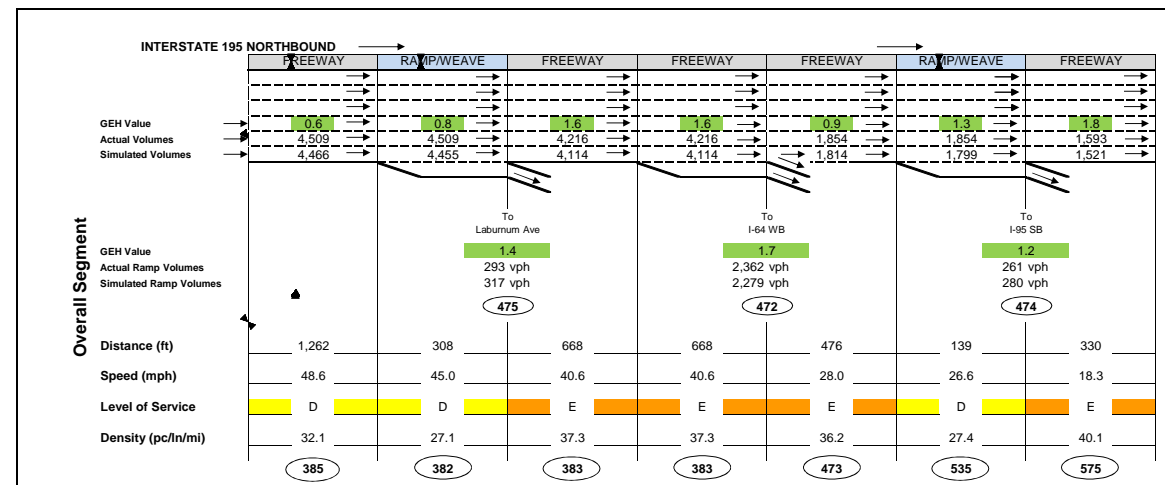 INTERSTATE 195 NORTHBOUND
FREEWAY RAMP/WEAVE FREEWAY FREEWAY FREEWAY RAMP/WEAVE FREEWAY
GEH Value 0.6 0.8 1.6 1.6 0.9 1.3 1.8
Actual Volumes 4,509 4,509 4,216 4,216 1,854 1,854 1,593
Simulated Volumes 4,466 4,455 4,114 4,114 1,814 1,799 1,521
To To To
Laburnum Ave I-64 WB I-95 SB
GEH Value 1.4 1.7 1.2
Actual Ramp Volumes 293 vph 2,362 vph 261 vph
Simulated Ramp Volumes 317 vph 2,279 vph 280 vph
475 472 474
Overall Segment
Distance (ft) 1,262 308 668 668 476 139 330
Speed (mph) 48.6 45.0 40.6 40.6 28.0 26.6 18.3
Level of Service D D E E E D E
Density (pc/ln/mi) 32.1 27.1 37.3 37.3 36.2 27.4 40.1
385 382 383 383 473 535 575